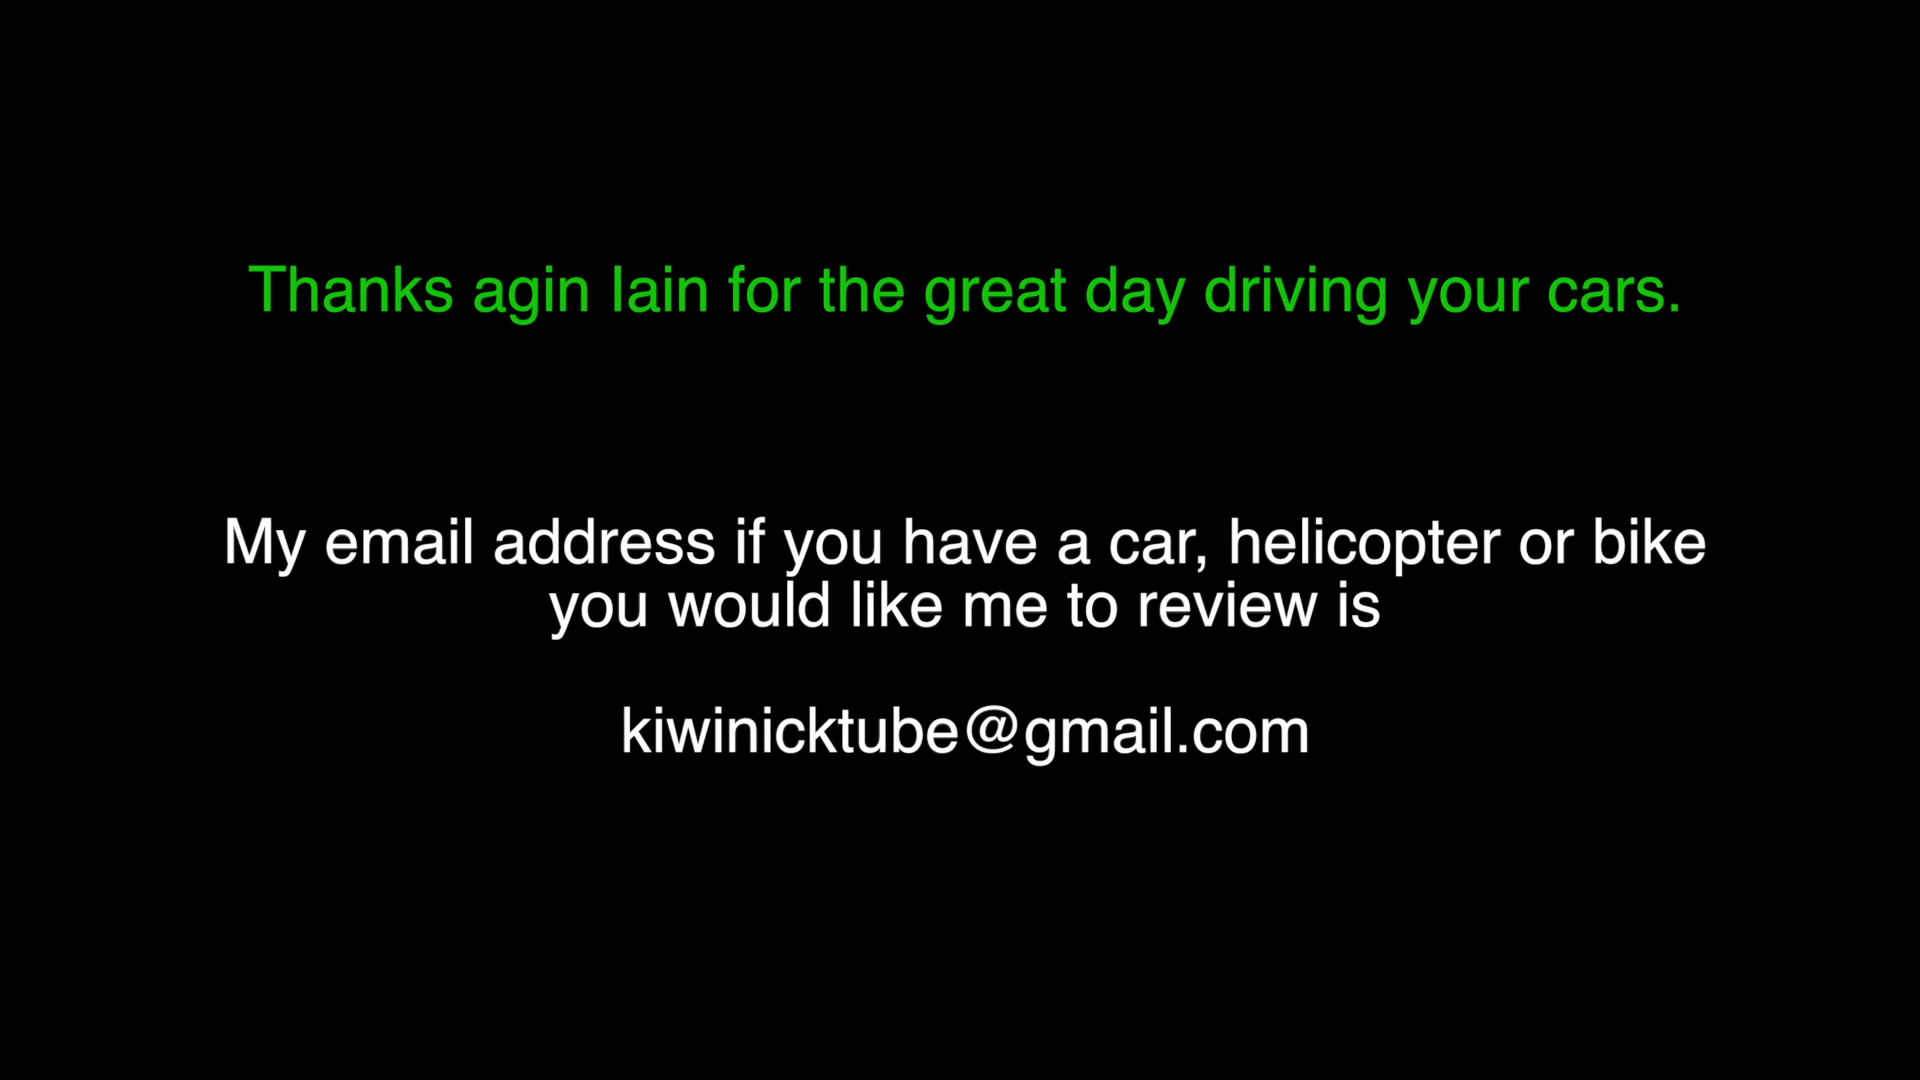 Thanks agin Iain for the great day driving your cars.
My email address if you have a car, helicopter or bike
you would like me to review is
kiwinicktube@gmail.com